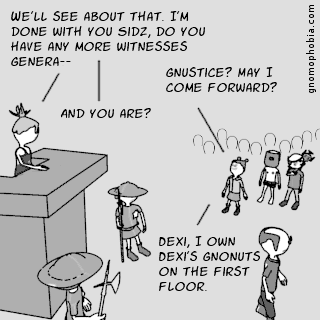 WE'LL SEE ABOUT THAT. I'M
DONE WITH YOU SIDZ, DO YOU
HAVE ANY MORE WITNESSES
GENERA--
GNUSTICE? MAY I
COME FORWARD?
AND YOU ARE?
DEXI, I OWN
DEXI'S GNONUTS
ON THE FIRST
FLOOR.
gnomophobia.com